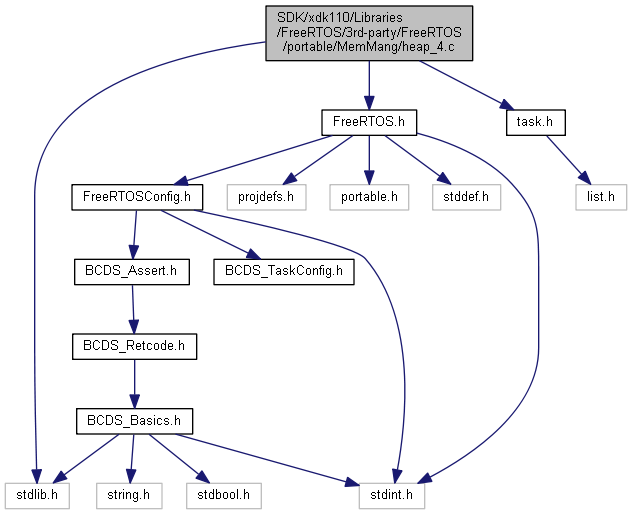 SDK/xdk110/Libraries
/FreeRTOS/3rd-party/FreeRTOS
/portable/MemMang/heap_4.c
FreeRTOS.h
task.h
FreeRTOSConfig.h
projdefs.h
portable.h
stddef.h
list.h
BCDS_Assert.h
BCDS_TaskConfig.h
BCDS_Retcode.h
BCDS_Basics.h
stdlib.h
string.h
stdbool.h
stdint.h